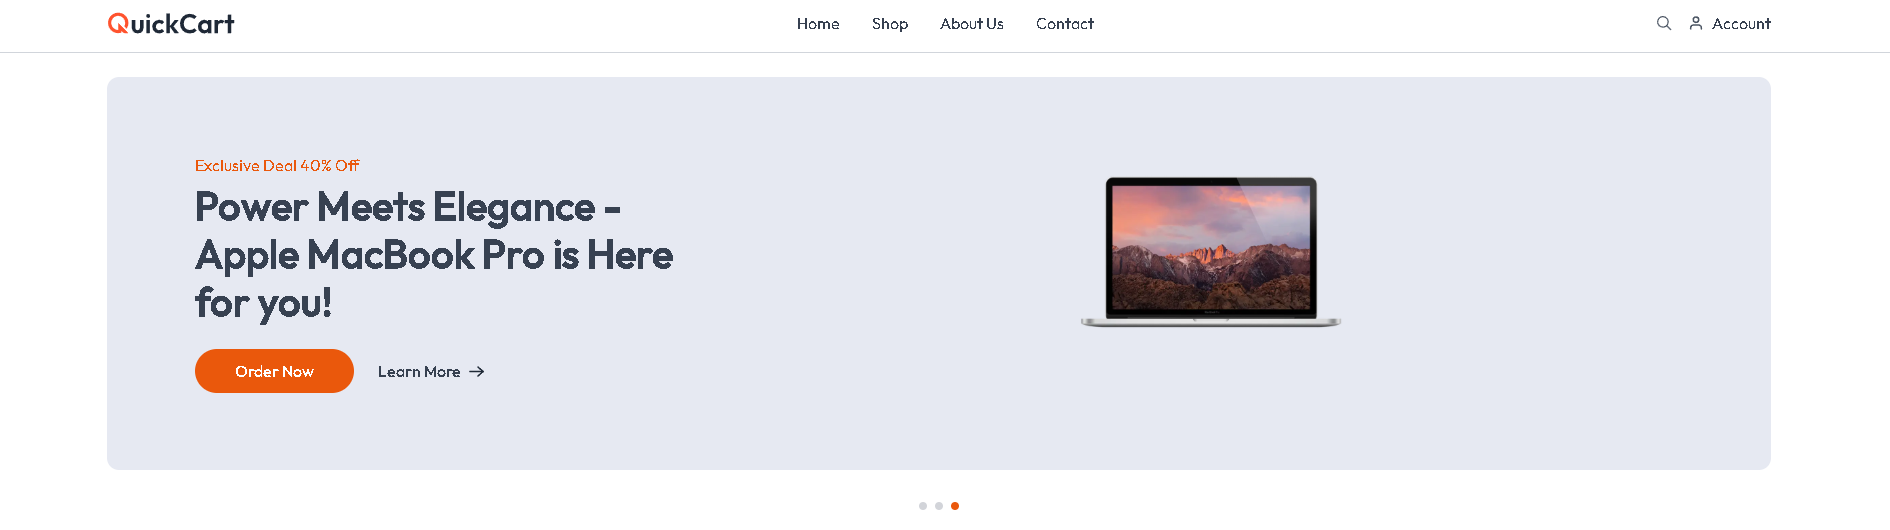 QuickCart
Home
Shop
About Us
Contact
Account
Exclusive Deal 40% Off
Power Meets Elegance -
Apple MacBook Pro is Here
for you!
Order Now
Learn More →